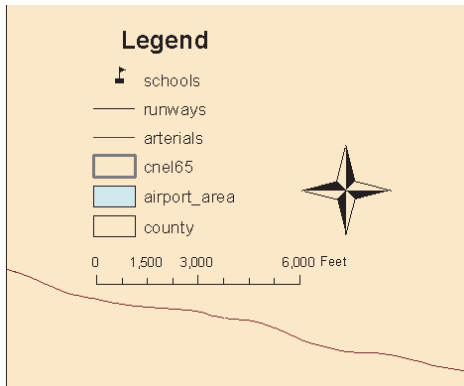 Legend
schools
runways
arterials
cnel65
airport_area
county
0 1,500 3,000 6,000 Feet